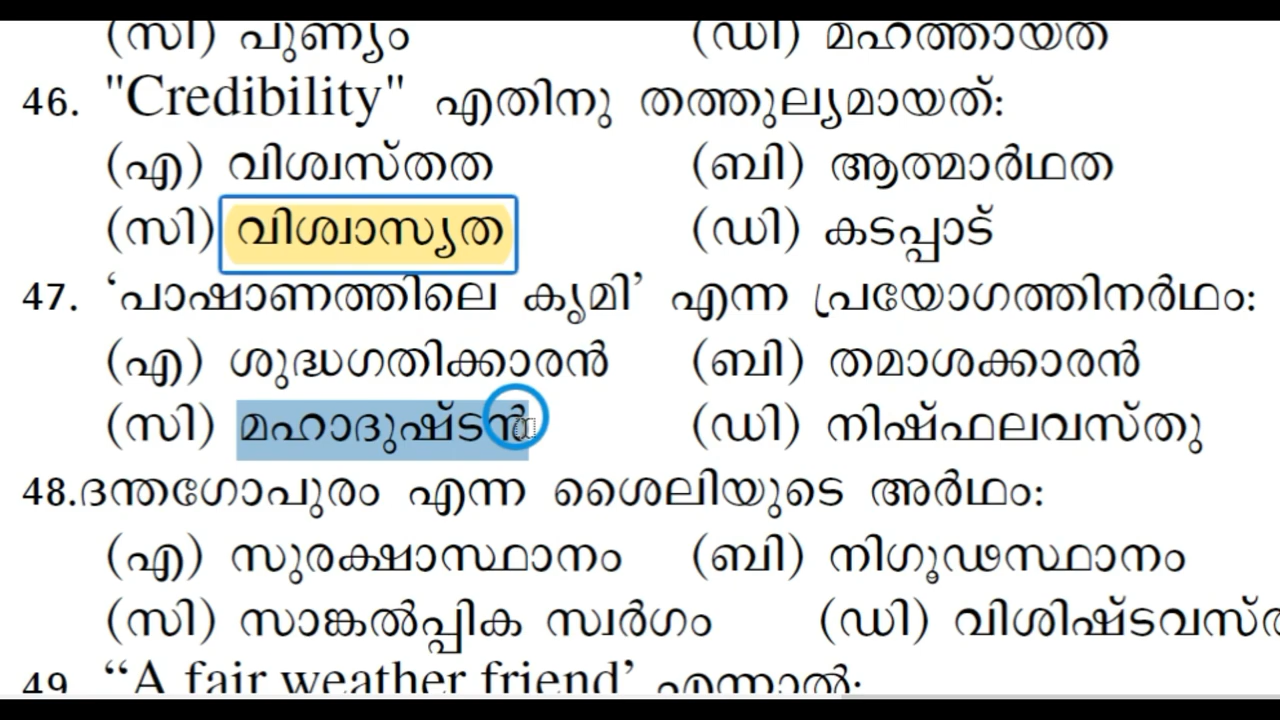 (സി) പുണ്യം (ഡി) മഹത്തായത്
46. "Credibility" എതിനു തത്തുല്യമായത്:
(എ) വിശ്വസ്തത (ബി) ആത്മാർഥത
(സി) വിശ്വാസ്യത (ഡി) കടപ്പാട്
47. ‘പാഷാണത്തിലെ കൃമി’ എന്ന പ്രയോഗത്തിനർഥം:
(എ) ശുദ്ധഗതിക്കാരൻ (ബി) തമാശക്കാരൻ
(സി) മഹാദുഷ്ടൻ (ഡി) നിഷ്ഫലവസ്തു
48.ദന്തഗോപുരം എന്ന ശൈലിയുടെ അർഥം:
(എ) സുരക്ഷാസ്ഥാനം (ബി) നിഗൂഢസ്ഥാനം
(സി) സാങ്കൽപ്പിക സ്വർഗം (ഡി)
49. “A fair weather friend’ എന്നാൽ: